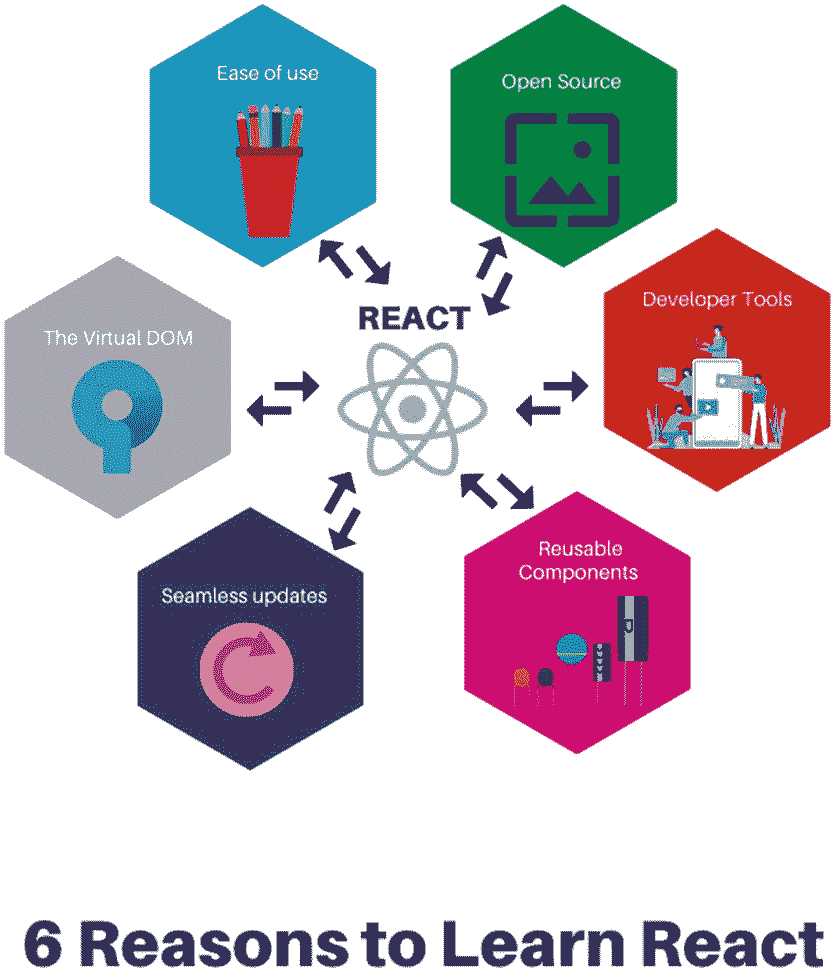 Ease of use
Open Source
REACT
Developer Tools
The Virtual DOM
Reusable
Components
Seamless updates
6 Reasons to Learn React